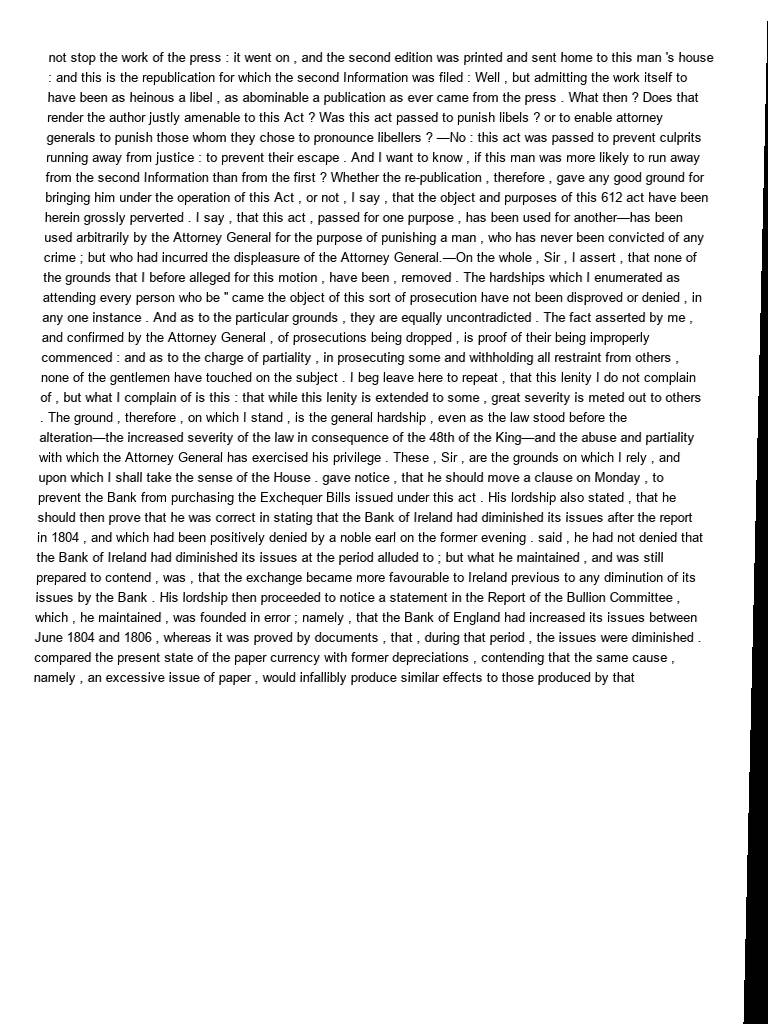 not stop the work of the press : it went on , and the second edition was printed and sent home to this man 's house
: and this is the republication for which the second Information was filed : Well , but admitting the work itself to
have been as heinous a libel , as abominable a publication as ever came from the press . What then ? Does that
render the author justly amenable to this Act ? Was this act passed to punish libels ? or to enable attorney
generals to punish those whom they chose to pronounce libellers ? —No : this act was passed to prevent culprits
running away from justice : to prevent their escape . And I want to know , if this man was more likely to run away
from the second Information than from the first ? Whether the re-publication , therefore , gave any good ground for
bringing him under the operation of this Act , or not , I say , that the object and purposes of this 612 act have been
herein grossly perverted . I say , that this act , passed for one purpose , has been used for another—has been
used arbitrarily by the Attorney General for the purpose of punishing a man , who has never been convicted of any
crime ; but who had incurred the displeasure of the Attorney General.—On the whole , Sir , I assert , that none of
the grounds that I before alleged for this motion , have been , removed . The hardships which I enumerated as
attending every person who be " came the object of this sort of prosecution have not been disproved or denied , in
any one instance . And as to the particular grounds , they are equally uncontradicted . The fact asserted by me ,
and confirmed by the Attorney General , of prosecutions being dropped , is proof of their being improperly
commenced : and as to the charge of partiality , in prosecuting some and withholding all restraint from others ,
none of the gentlemen have touched on the subject . I beg leave here to repeat , that this lenity I do not complain
of , but what I complain of is this : that while this lenity is extended to some , great severity is meted out to others
. The ground , therefore , on which I stand , is the general hardship , even as the law stood before the
alteration—the increased severity of the law in consequence of the 48th of the King—and the abuse and partiality
with which the Attorney General has exercised his privilege . These , Sir , are the grounds on which I rely , and
upon which I shall take the sense of the House . gave notice , that he should move a clause on Monday , to
prevent the Bank from purchasing the Exchequer Bills issued under this act . His lordship also stated , that he
should then prove that he was correct in stating that the Bank of Ireland had diminished its issues after the report
in 1804 , and which had been positively denied by a noble earl on the former evening . said , he had not denied that
the Bank of Ireland had diminished its issues at the period alluded to ; but what he maintained , and was still
prepared to contend , was , that the exchange became more favourable to Ireland previous to any diminution of its
issues by the Bank . His lordship then proceeded to notice a statement in the Report of the Bullion Committee ,
which , he maintained , was founded in error ; namely , that the Bank of England had increased its issues between
June 1804 and 1806 , whereas it was proved by documents , that , during that period , the issues were diminished .
compared the present state of the paper currency with former depreciations , contending that the same cause ,
namely , an excessive issue of paper , would infallibly produce similar effects to those produced by that